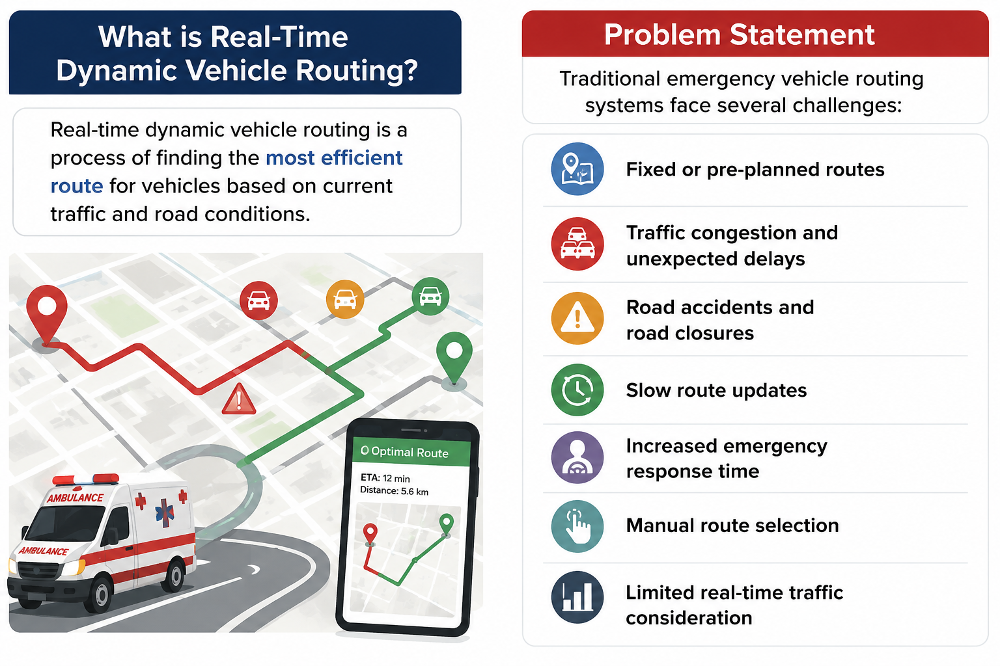 What is Real-Time
Dynamic Vehicle Routing?
Real-time dynamic vehicle routing is a
process of finding the most efficient
route for vehicles based on current
traffic and road conditions.
Optimal Route
ETA: 12 min
Distance: 5.6 km
AMBULANCE
AMBULANCE
Problem Statement
Traditional emergency vehicle routing
systems face several challenges:
Fixed or pre-planned routes
Traffic congestion and
unexpected delays
Road accidents and
road closures
Slow route updates
Increased emergency
response time
Manual route selection
Limited real-time traffic
consideration